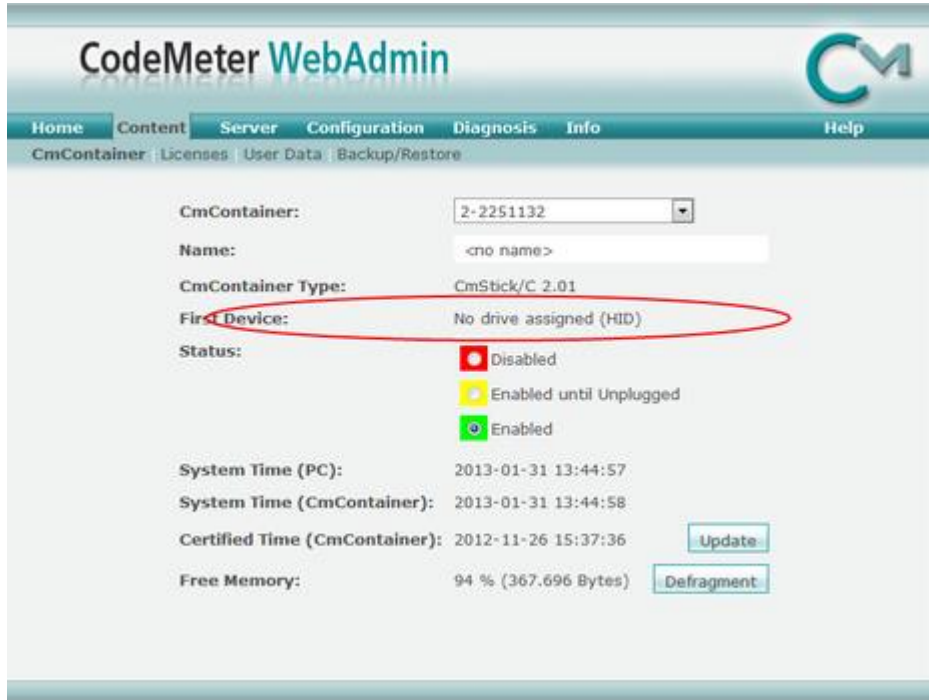 CodeMeter WebAdmin
CM
Home Content Server Configuration Diagnosis Info Help
CmContainer Licenses User Data Backup/Restore
CmContainer: 2-2251132
Name: <no name>
CmContainer Type: CmStick/C 2.01
First Device: No drive assigned (HID)
Status: Disabled
Enabled until Unplugged
Enabled
System Time (PC): 2013-01-31 13:44:57
System Time (CmContainer): 2013-01-31 13:44:58
Certified Time (CmContainer): 2012-11-26 15:37:36 Update
Free Memory: 94 % (367.696 Bytes) Defragment